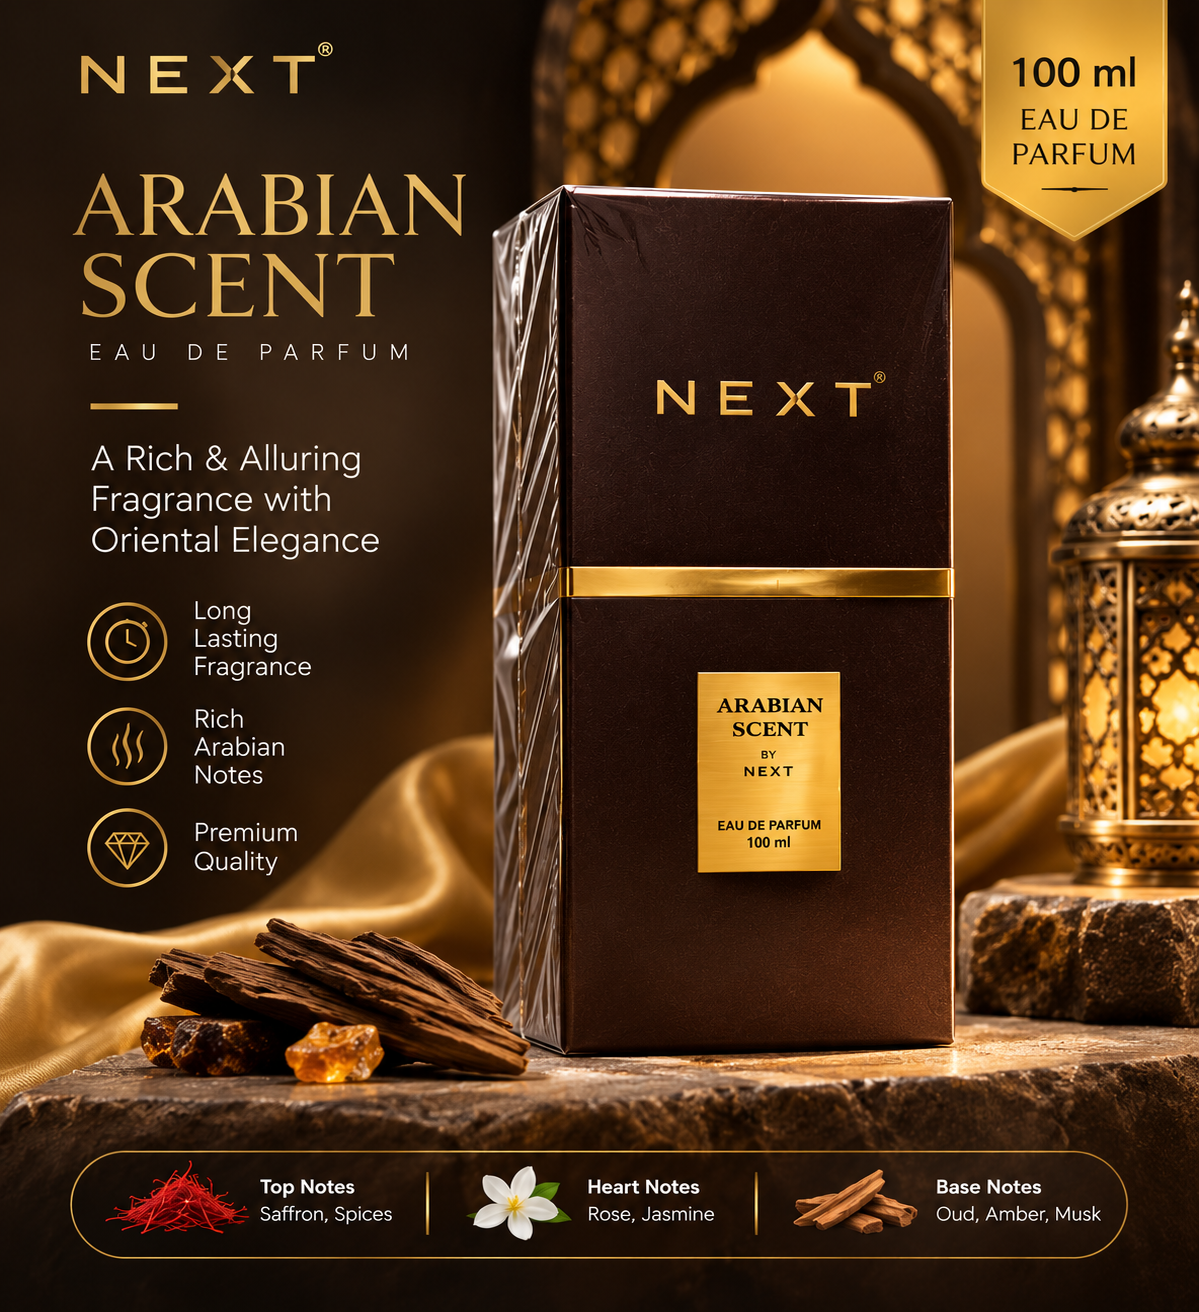 NEXT®
ARABIAN
SCENT
EAU DE PARFUM
A Rich & Alluring
Fragrance with
Oriental Elegance
Long
Lasting
Fragrance
Rich
Arabian
Notes
Premium
Quality
100 ml
EAU DE
PARFUM
NEXT®
ARABIAN
SCENT
BY
NEXT
EAU DE PARFUM
100 ml
Top Notes
Saffron, Spices
Heart Notes
Rose, Jasmine
Base Notes
Oud, Amber, Musk